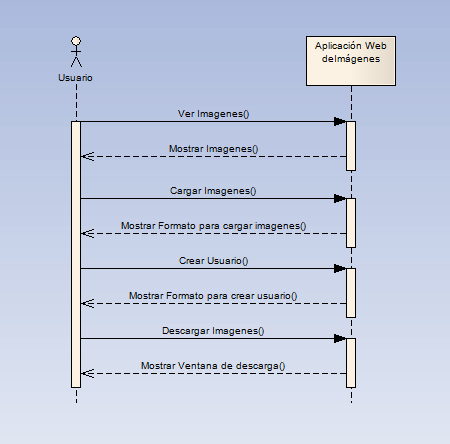 Usuario
Aplicación Web
deImágenes
Ver Imagenes()
Mostrar Imagenes()
Cargar Imagenes()
Mostrar Formato para cargar imagenes()
Crear Usuario()
Mostrar Formato para crear usuario()
Descargar Imagenes()
Mostrar Ventana de descarga()